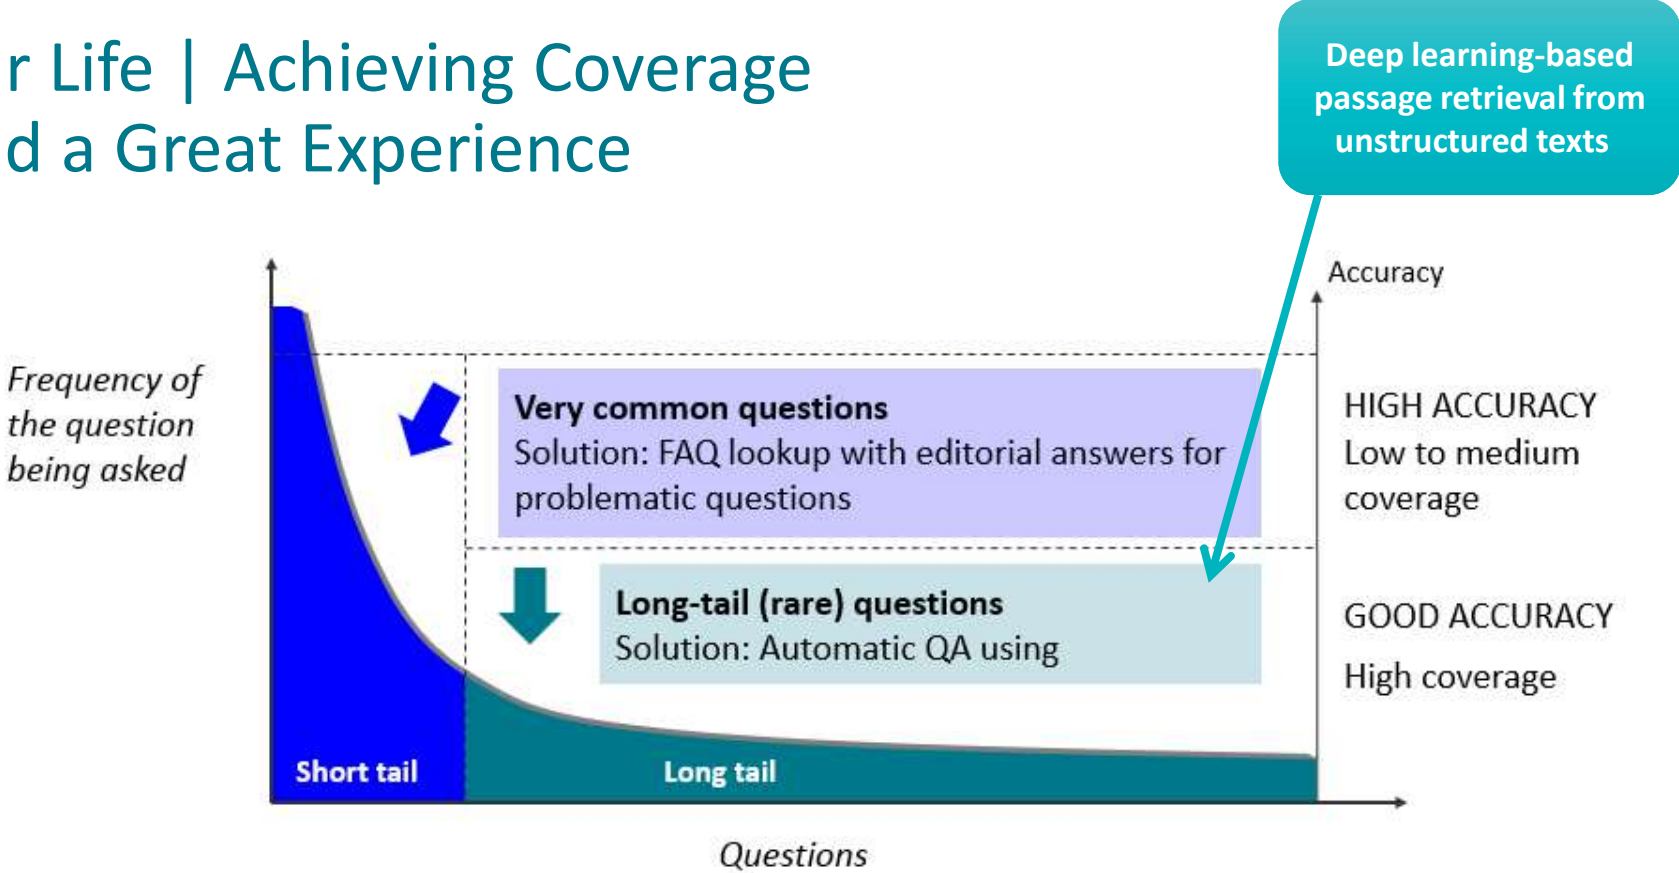 r Life | Achieving Coverage
d a Great Experience
Deep learning-based
passage retrieval from
unstructured texts
Accuracy
Frequency of
the question
being asked
Very common questions
Solution: FAQ lookup with editorial answers for
problematic questions
HIGH ACCURACY
Low to medium
coverage
Long-tail (rare) questions
Solution: Automatic QA using
GOOD ACCURACY
High coverage
Short tail
Long tail
Questions